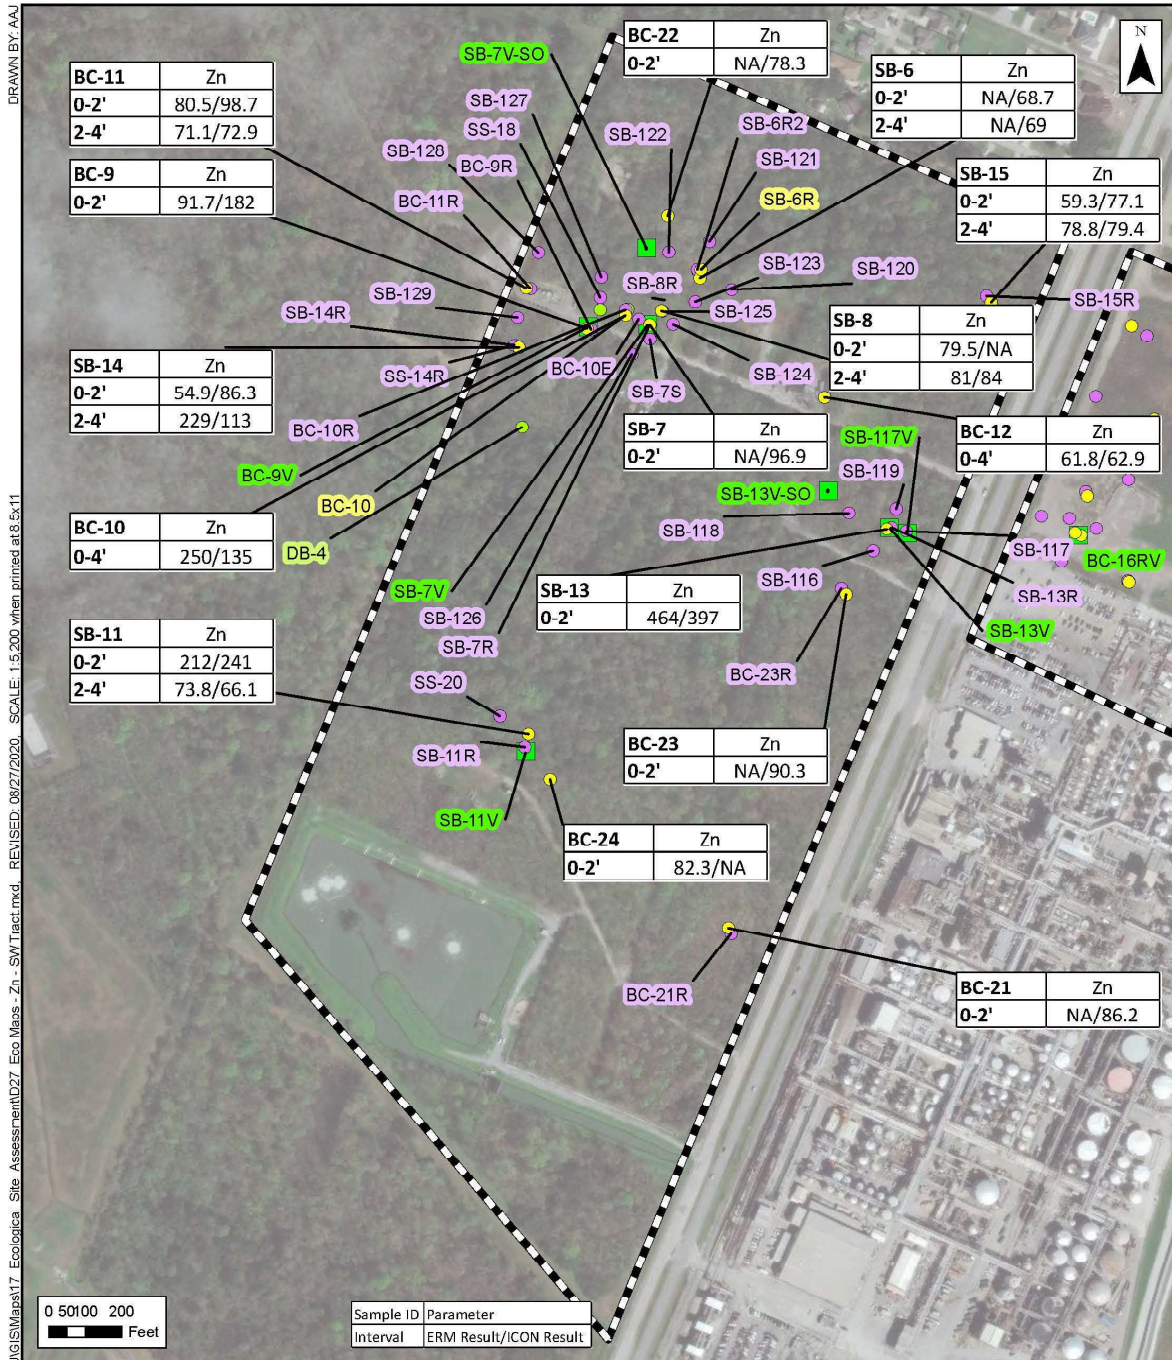 DRAWN BY: AAJ
N
BC-22 Zn
0-2' NA/78.3
SB-6 Zn
0-2' NA/68.7
2-4' NA/69
BC-11 Zn
0-2' 80.5/98.7
2-4' 71.1/72.9
BC-9 Zn
0-2' 91.7/182
SB-15 Zn
0-2' 59.3/77.1
2-4' 78.8/79.4
SB-7V-SO
SB-127
SS-18
SB-128
BC-9R
BC-11R
SB-122
SB-6R2
SB-121
SB-6R
SB-123
SB-120
SB-8R
SB-125
SB-15R
SB-129
SB-14R
SB-14 Zn
0-2' 54.9/86.3
2-4' 229/113
SS-14R
BC-10E
SB-7S
SB-124
SB-8 Zn
0-2' 79.5/NA
2-4' 81/84
BC-10R
BC-9V
BC-10
DB-4
SB-7 Zn
0-2' NA/96.9
BC-12 Zn
0-4' 61.8/62.9
SB-117V
SB-119
SB-13V-SO
SB-118
BC-10 Zn
0-4' 250/135
SB-7V
SB-126
SB-7R
SB-13 Zn
0-2' 464/397
SB-116
SB-117
BC-16RV
SB-13R
SB-13V
SB-11 Zn
0-2' 212/241
2-4' 73.8/66.1
SS-20
SB-11R
SB-11V
BC-23R
BC-23 Zn
0-2' NA/90.3
BC-24 Zn
0-2' 82.3/NA
BC-21R
BC-21 Zn
0-2' NA/86.2
0 50100 200
Feet
Sample ID Parameter
Interval ERM Result/ICON Result
\GIS\Maps\17 Ecologica Site Assessment\D27 Eco Maps - Zn - SW Tract.mxd, REVISED: 08/27/2020, SCALE: 1:5,200 when printed at 8.5x11